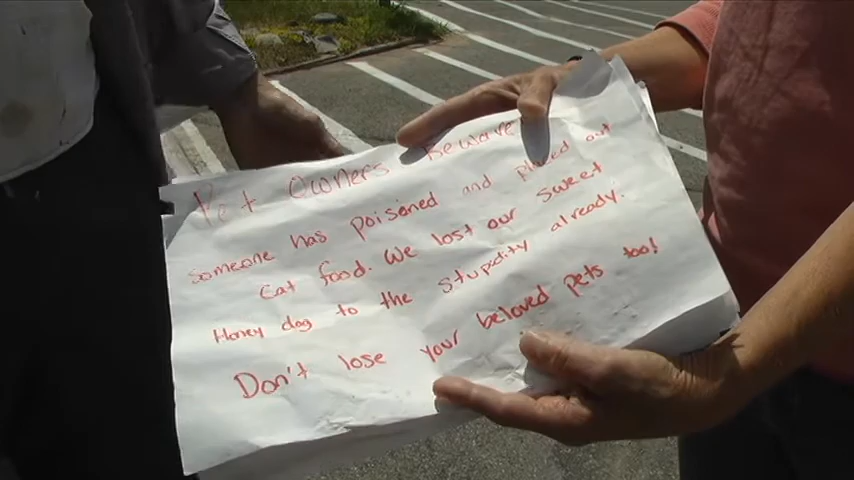 Pet Owners Beware
Someone has poisoned and placed out
Cat food. We lost our sweet
Honey dog to the stupidity already.
Don't lose your beloved pets too!